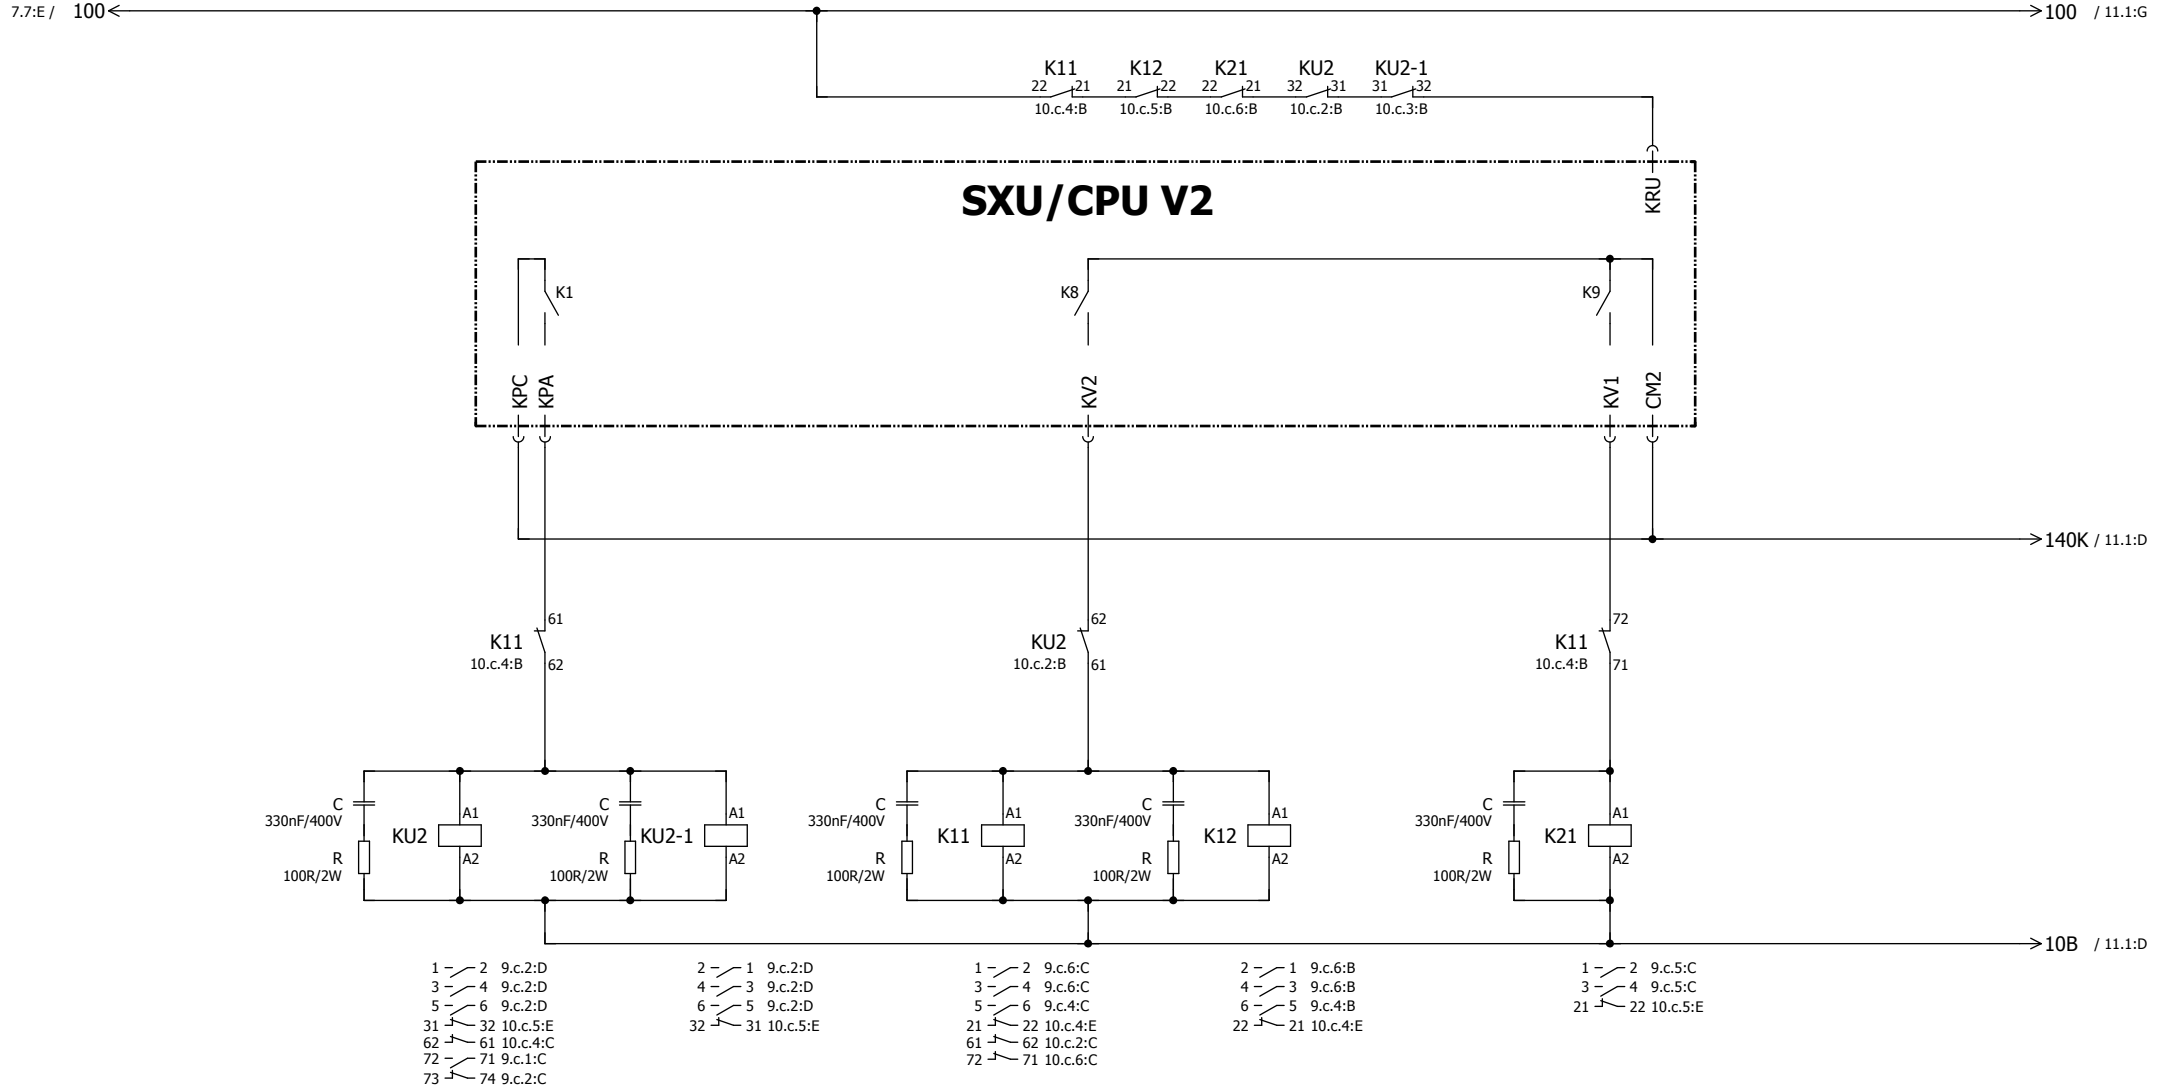 7.7:E / 100
100 / 11.1:G
K11 K12 K21 KU2 KU2-1
22 21 21 22 22 21 32 31 31 32
10.c.4:B 10.c.5:B 10.c.6:B 10.c.2:B 10.c.3:B
SXU/CPU V2
KRU
K1 K8 K9
KPC KPA KV2 KV1 CM2
140K / 11.1:D
61 62 72
K11 KU2 K11
10.c.4:B 62 10.c.2:B 61 10.c.4:B 71
C A1 C A1 C A1 C A1 C A1
330nF/400V 330nF/400V 330nF/400V 330nF/400V 330nF/400V
KU2 KU2-1 K11 K12 K21
R A2 R A2 R A2 R A2 R A2
100R/2W 100R/2W 100R/2W 100R/2W 100R/2W
10B / 11.1:D
1 2 9.c.2:D
3 4 9.c.2:D
5 6 9.c.2:D
31 32 10.c.5:E
62 61 10.c.4:C
72 71 9.c.1:C
73 74 9.c.2:C
2 1 9.c.2:D
4 3 9.c.2:D
6 5 9.c.2:D
32 31 10.c.5:E
1 2 9.c.6:C
3 4 9.c.6:C
5 6 9.c.4:C
21 22 10.c.4:E
61 62 10.c.2:C
72 71 10.c.6:C
2 1 9.c.6:B
4 3 9.c.6:B
6 5 9.c.4:B
22 21 10.c.4:E
1 2 9.c.5:C
3 4 9.c.5:C
21 22 10.c.5:E